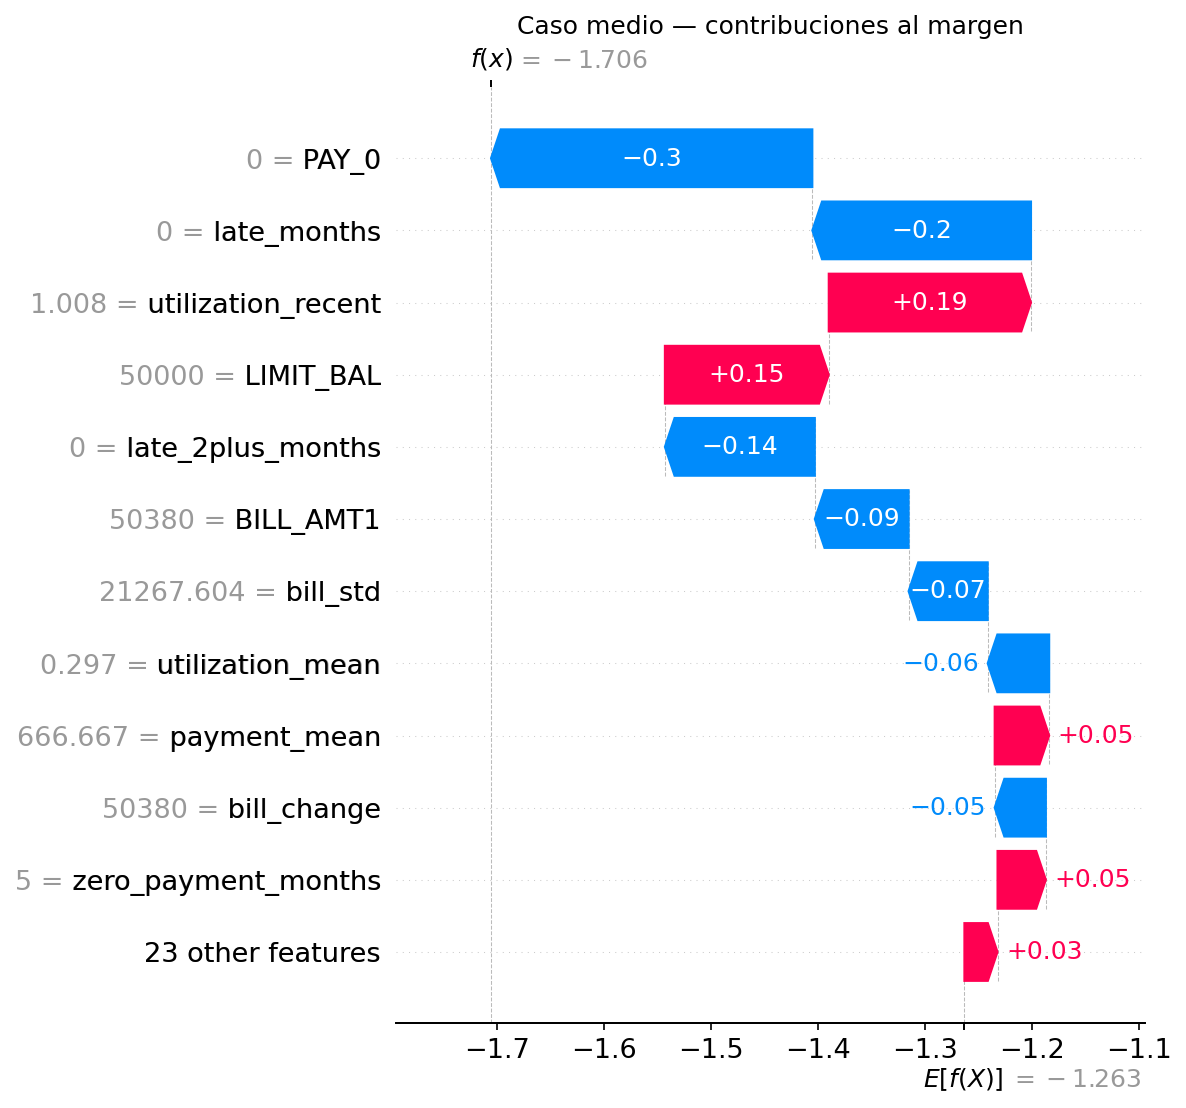 Caso medio — contribuciones al margen
f(x) = −1.706
0 = PAY_0
−0.3
0 = late_months
−0.2
1.008 = utilization_recent
+0.19
50000 = LIMIT_BAL
+0.15
0 = late_2plus_months
−0.14
50380 = BILL_AMT1
−0.09
21267.604 = bill_std
−0.07
0.297 = utilization_mean
−0.06
666.667 = payment_mean
+0.05
50380 = bill_change
−0.05
5 = zero_payment_months
+0.05
23 other features
+0.03
−1.7 −1.6 −1.5 −1.4 −1.3 −1.2 −1.1
E[f(X)] = −1.263